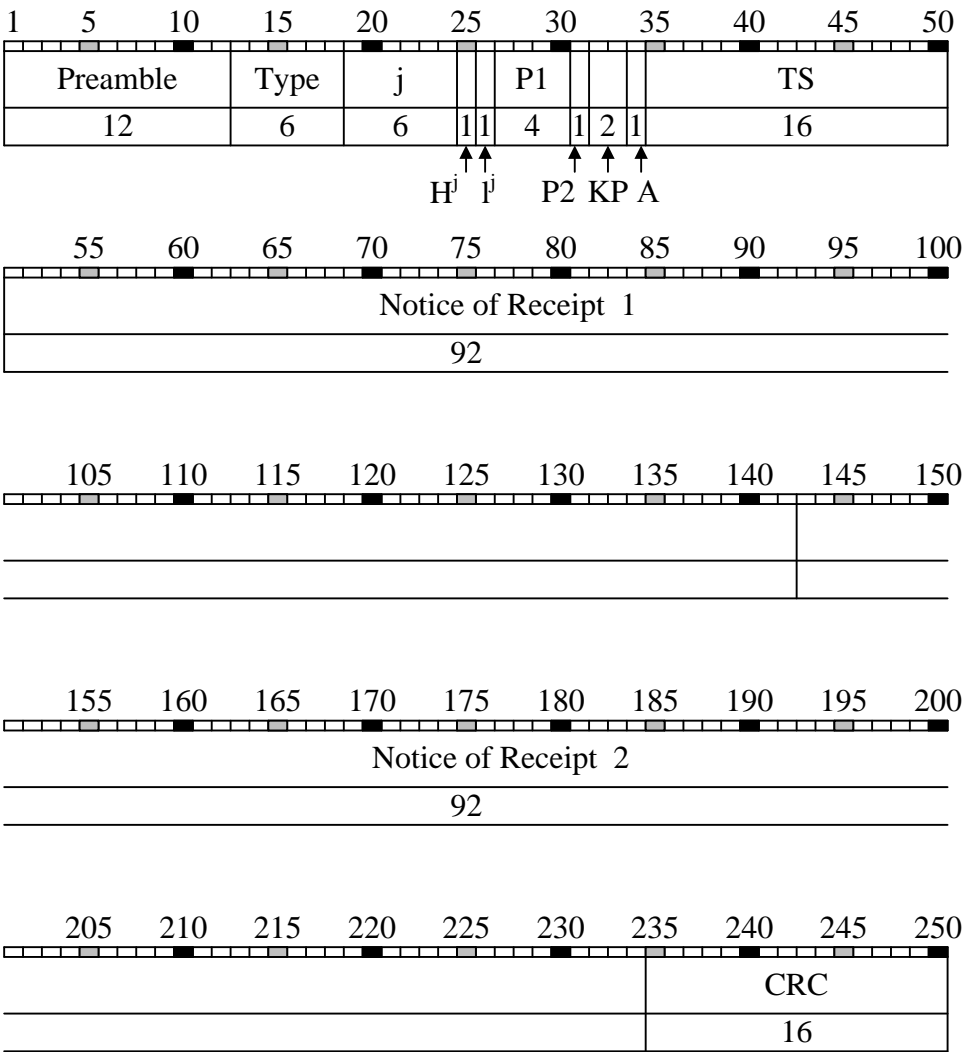 1 5 10 15 20 25 30 35 40 45 50
Preamble Type j P1 TS
12 6 6 1 1 4 1 2 1 16
H^j l^j P2 KP A
55 60 65 70 75 80 85 90 95 100
Notice of Receipt 1
92
105 110 115 120 125 130 135 140 145 150
155 160 165 170 175 180 185 190 195 200
Notice of Receipt 2
92
205 210 215 220 225 230 235 240 245 250
CRC
16